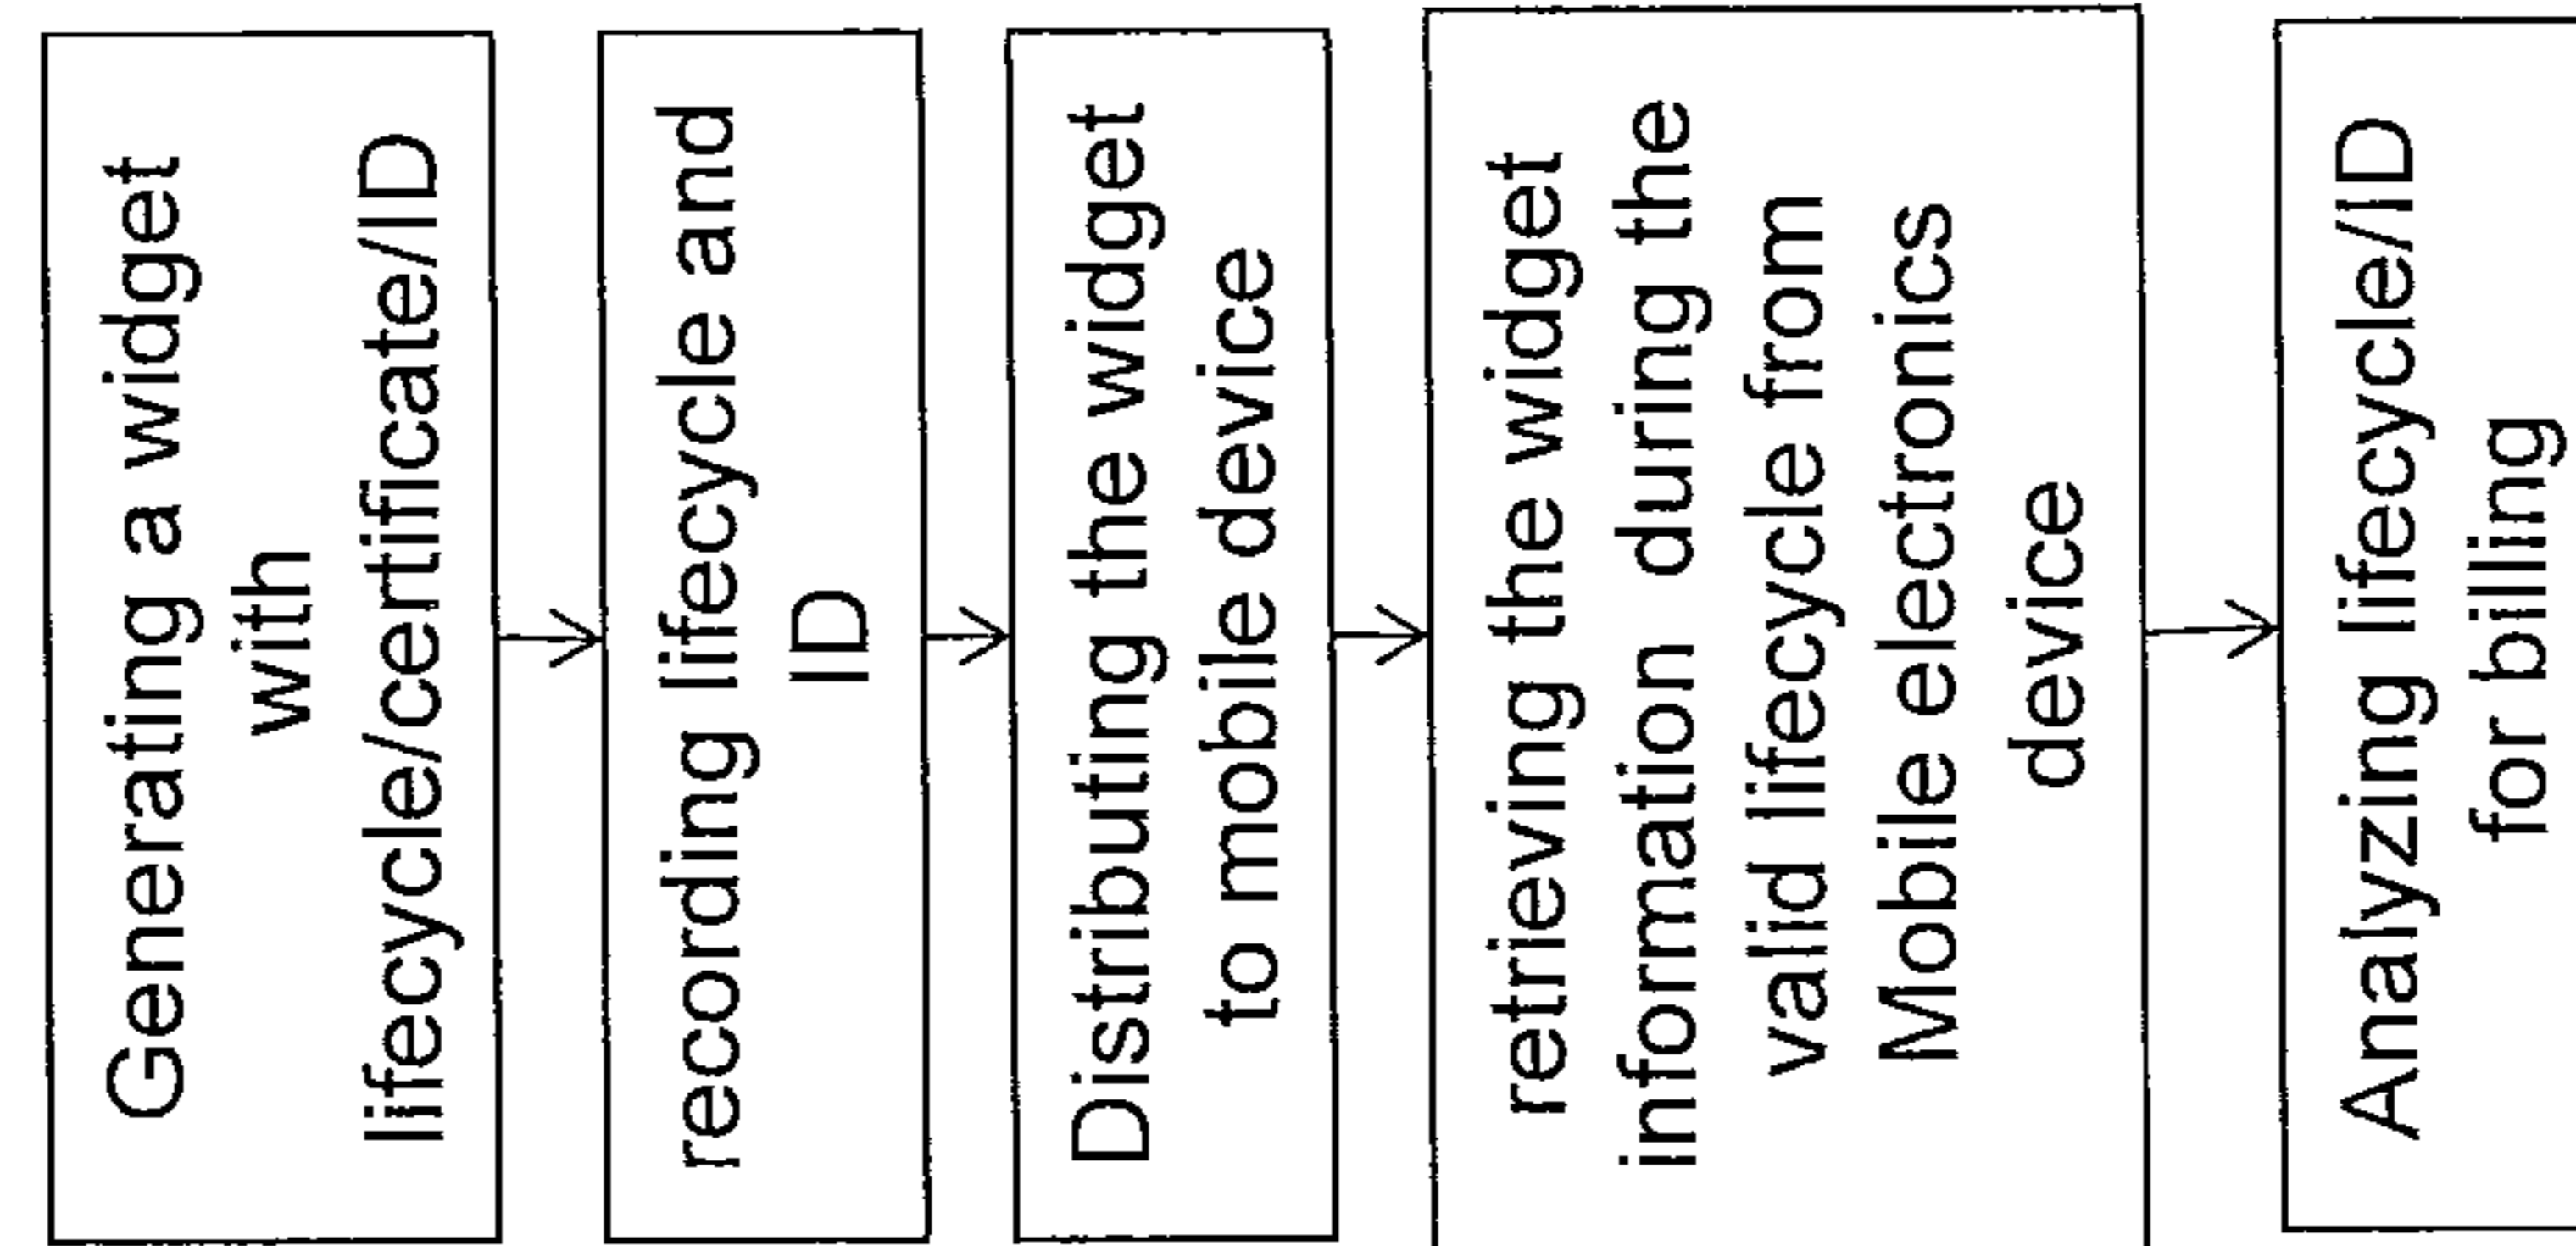 Generating a widget
with
lifecycle/certificate/ID
recording lifecycle and
ID
Distributing the widget
to mobile device
retrieving the widget
information during the
valid lifecycle from
Mobile electronics
device
Analyzing lifecycle/ID
for billing